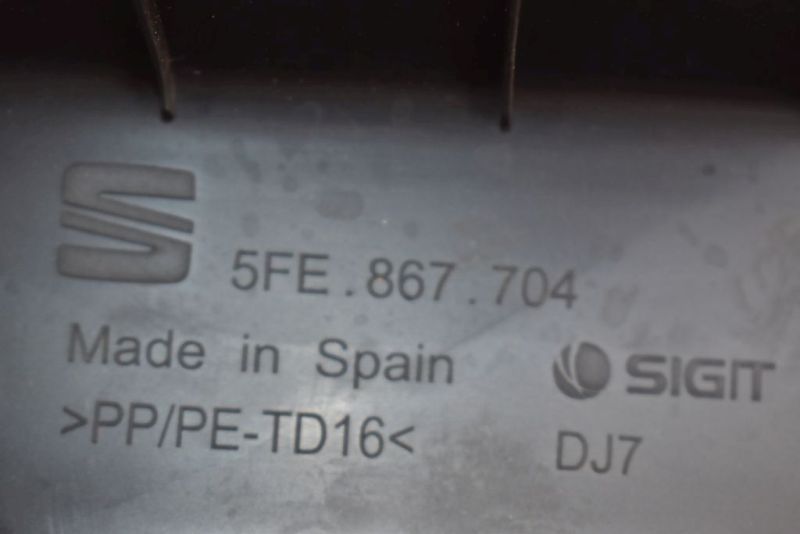 5FE.867.704
Made in Spain
SIGIT
>PP/PE-TD16<
DJ7